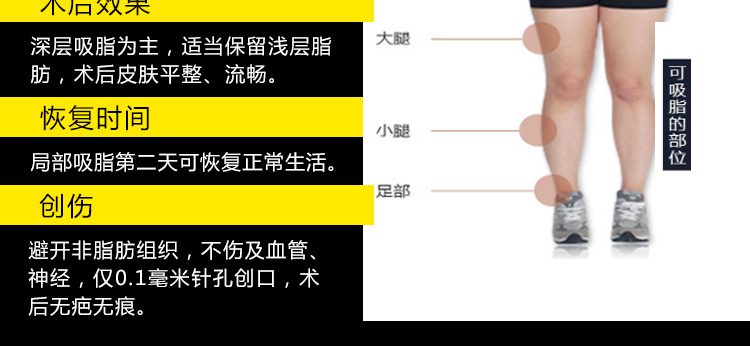 术后效果
深层吸脂为主，适当保留浅层脂
肪，术后皮肤平整、流畅。
恢复时间
局部吸脂第二天可恢复正常生活。
创伤
避开非脂肪组织，不伤及血管、
神经，仅0.1毫米针孔创口，术
后无疤无痕。
大腿
小腿
足部
可吸脂的部位